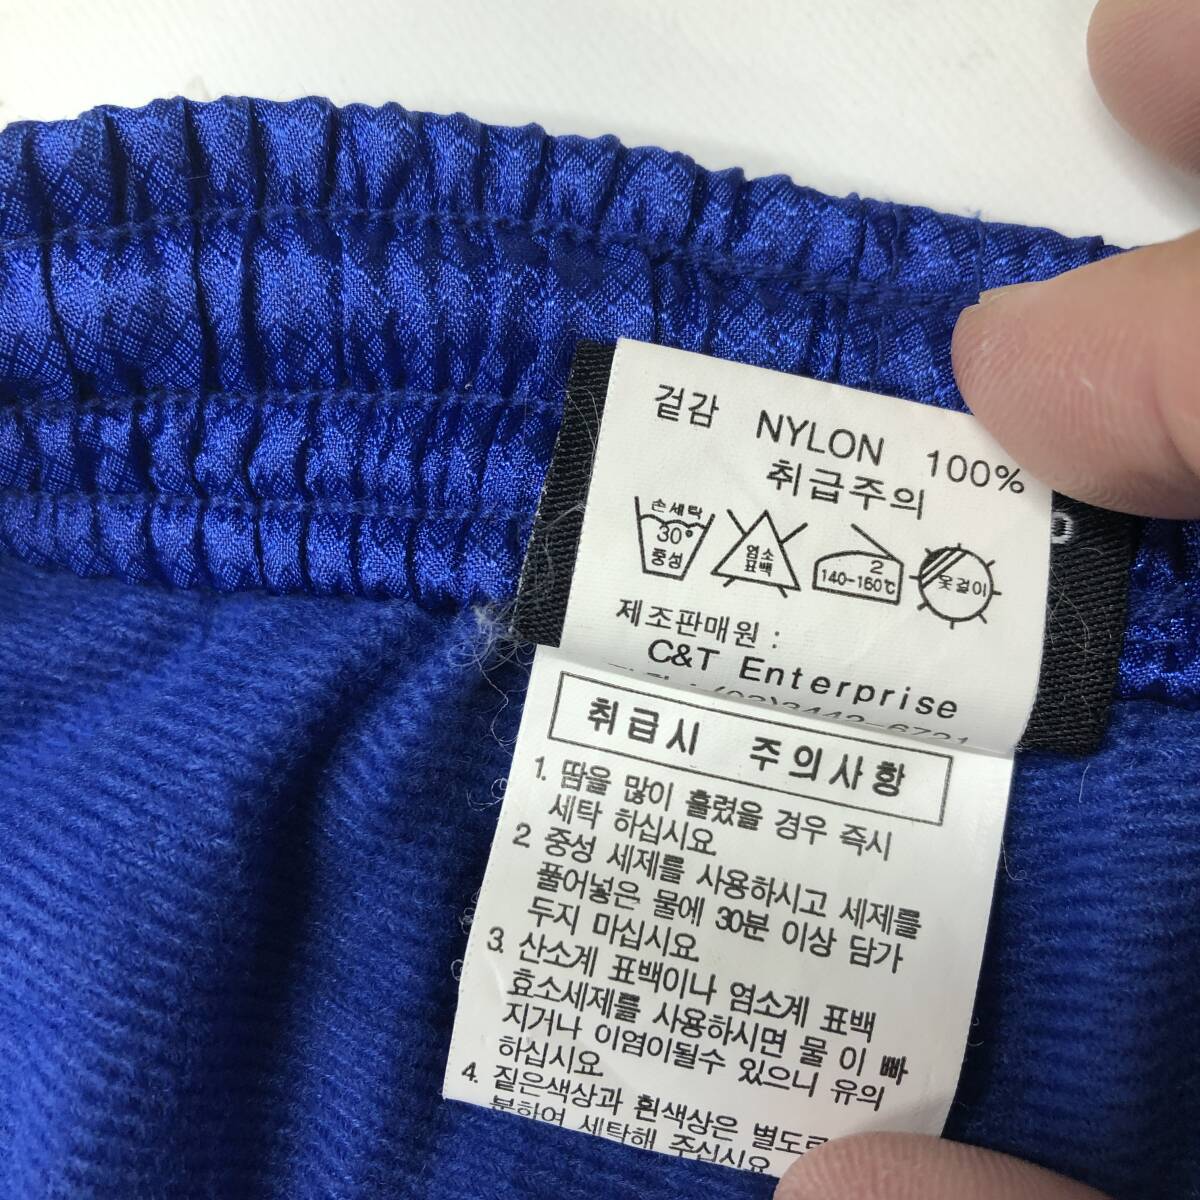 겉감 NYLON 100%
취급주의
손세탁
30°
중성
염소
표백
2
140-160℃
옷걸이
제조판매원 :
C&T Enterprise
(02)3442-6721
취급시 주의사항
1. 땀을 많이 흘렸을 경우 즉시
세탁 하십시요
2 중성 세제를 사용하시고 세제를
풀어넣은 물에 30분 이상 담가
두지 마십시요
3. 산소계 표백이나 염소계 표백
효소세제를 사용하시면 물 이 빠
지거나 이염이될수 있으니 유의
하십시요
4. 짙은색상과 흰색상은 별도로
분하여 세탁해 주십시요